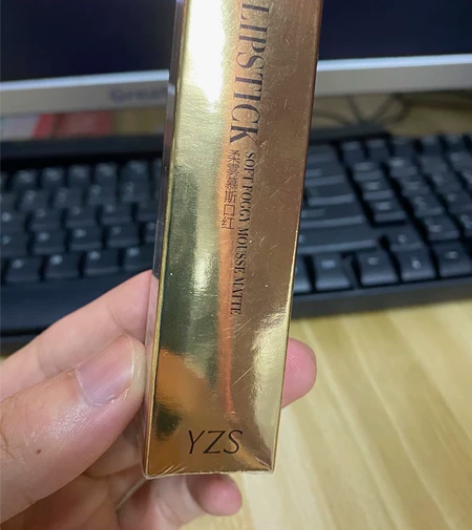 LIPSTICK
SOFT FOGGY MOUSSE MATTE
柔雾慕斯口红
YZS